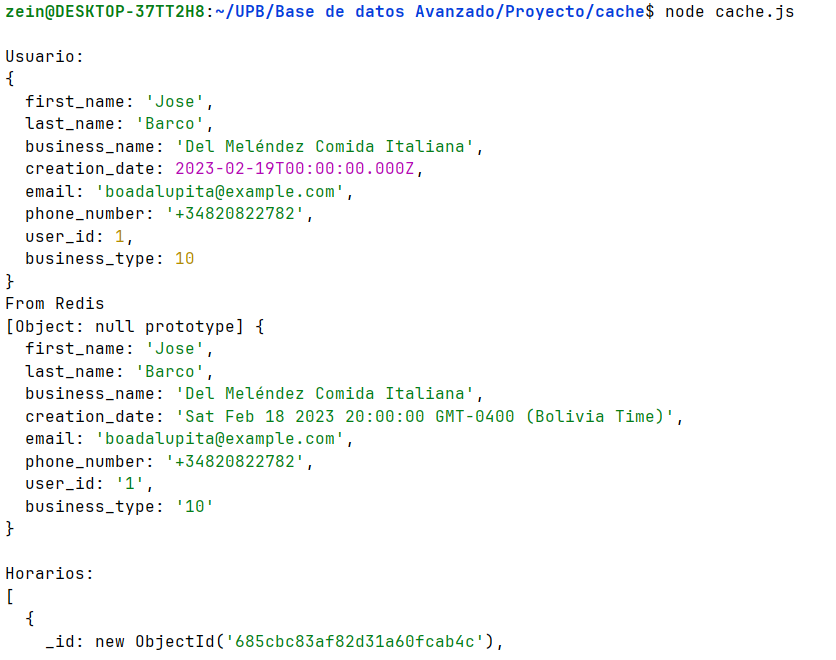 zein@DESKTOP-37TT2H8:~/UPB/Base de datos Avanzado/Proyecto/cache$ node cache.js

Usuario:
{
  first_name: 'Jose',
  last_name: 'Barco',
  business_name: 'Del Meléndez Comida Italiana',
  creation_date: 2023-02-19T00:00:00.000Z,
  email: 'boadalupita@example.com',
  phone_number: '+34820822782',
  user_id: 1,
  business_type: 10
}
From Redis
[Object: null prototype] {
  first_name: 'Jose',
  last_name: 'Barco',
  business_name: 'Del Meléndez Comida Italiana',
  creation_date: 'Sat Feb 18 2023 20:00:00 GMT-0400 (Bolivia Time)',
  email: 'boadalupita@example.com',
  phone_number: '+34820822782',
  user_id: '1',
  business_type: '10'
}

Horarios:
[
  {
    _id: new ObjectId('685cbc83af82d31a60fcab4c'),